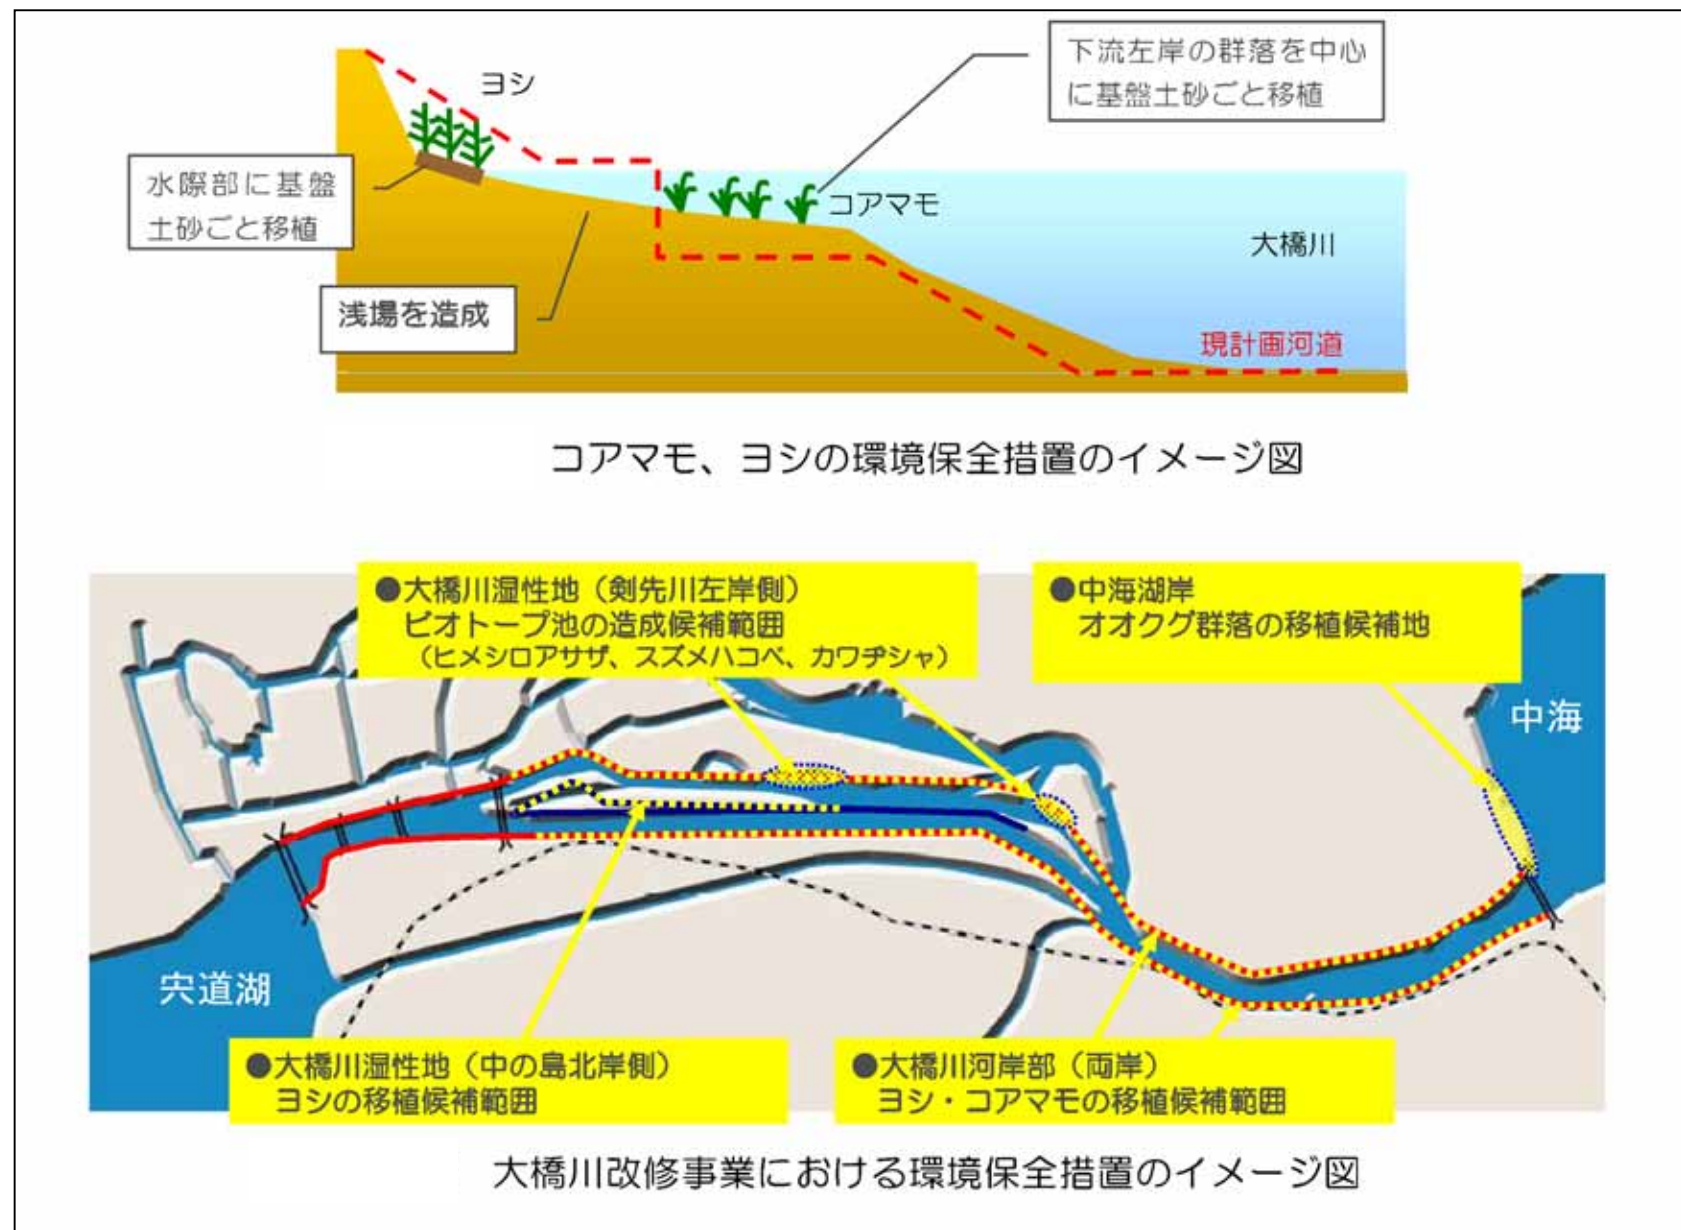 ヨシ
下流左岸の群落を中心
に基盤土砂ごと移植
水際部に基盤
土砂ごと移植
コアマモ
大橋川
浅場を造成
現計画河道
コアマモ、ヨシの環境保全措置のイメージ図
●大橋川湿性地（剣先川左岸側）
ビオトープ池の造成候補範囲
（ヒメシロアサザ、スズメハコベ、カワヂシャ）
●中海湖岸
オオクグ群落の移植候補地
中海
宍道湖
●大橋川湿性地（中の島北岸側）
ヨシの移植候補範囲
●大橋川河岸部（両岸）
ヨシ・コアマモの移植候補範囲
大橋川改修事業における環境保全措置のイメージ図